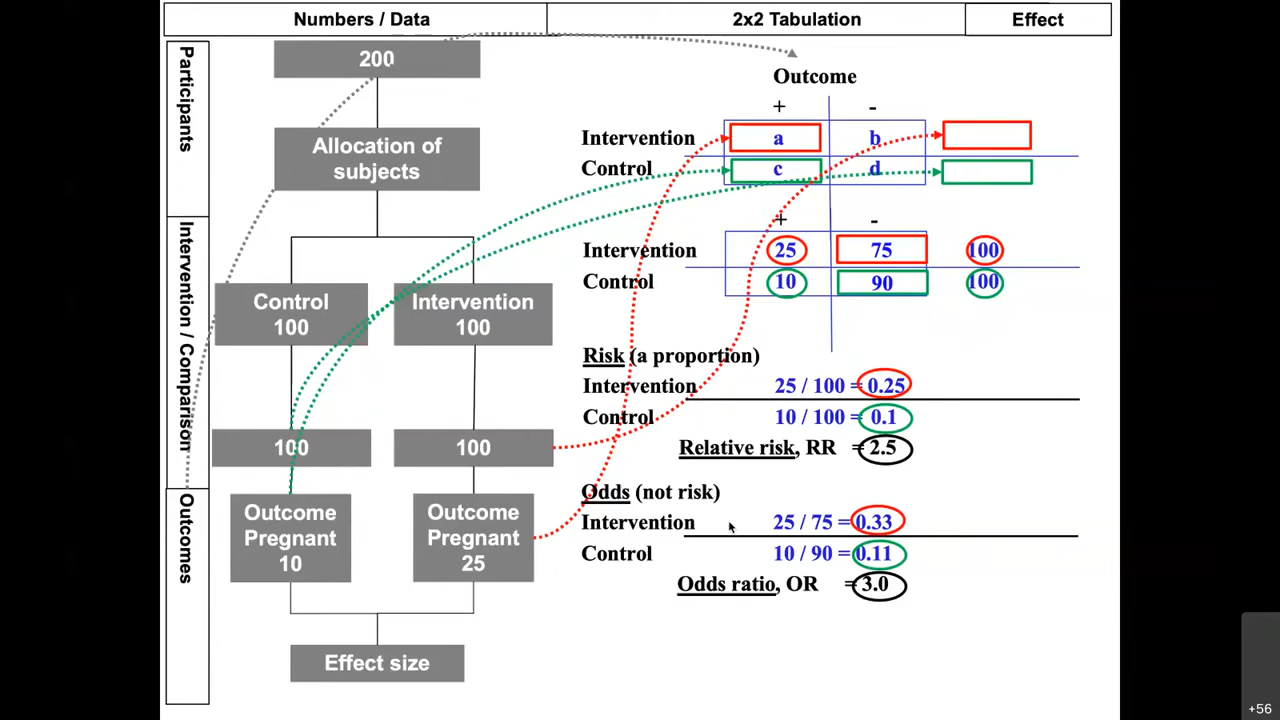 Numbers / Data
2x2 Tabulation
Effect
Participants
200
Allocation of
subjects
Intervention / Comparison
Control
100
Intervention
100
100
100
Outcomes
Outcome
Pregnant
10
Outcome
Pregnant
25
Effect size
Outcome
+ -
Intervention a b
Control c d
+ -
Intervention 25 75 100
Control 10 90 100
Risk (a proportion)
Intervention 25 / 100 = 0.25
Control 10 / 100 = 0.1
Relative risk, RR = 2.5
Odds (not risk)
Intervention 25 / 75 = 0.33
Control 10 / 90 = 0.11
Odds ratio, OR = 3.0
+56